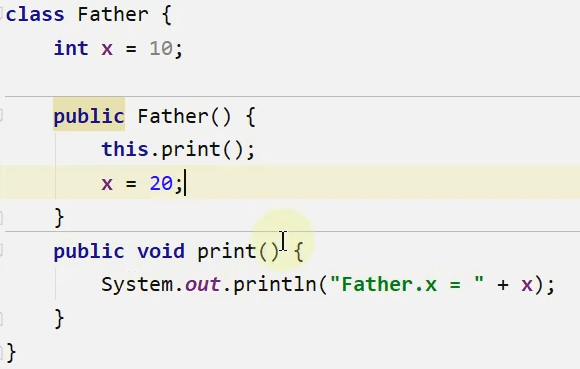 class Father {
int x = 10;
public Father() {
this.print();
x = 20;
}
public void print() {
System.out.println("Father.x = " + x);
}
}